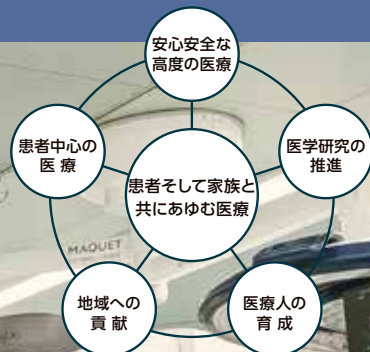 安心安全な
高度の医療
患者中心の
医 療
医学研究の
推進
患者そして家族と
共にあゆむ医療
MAQUET
地域への
貢 献
医療人の
育 成